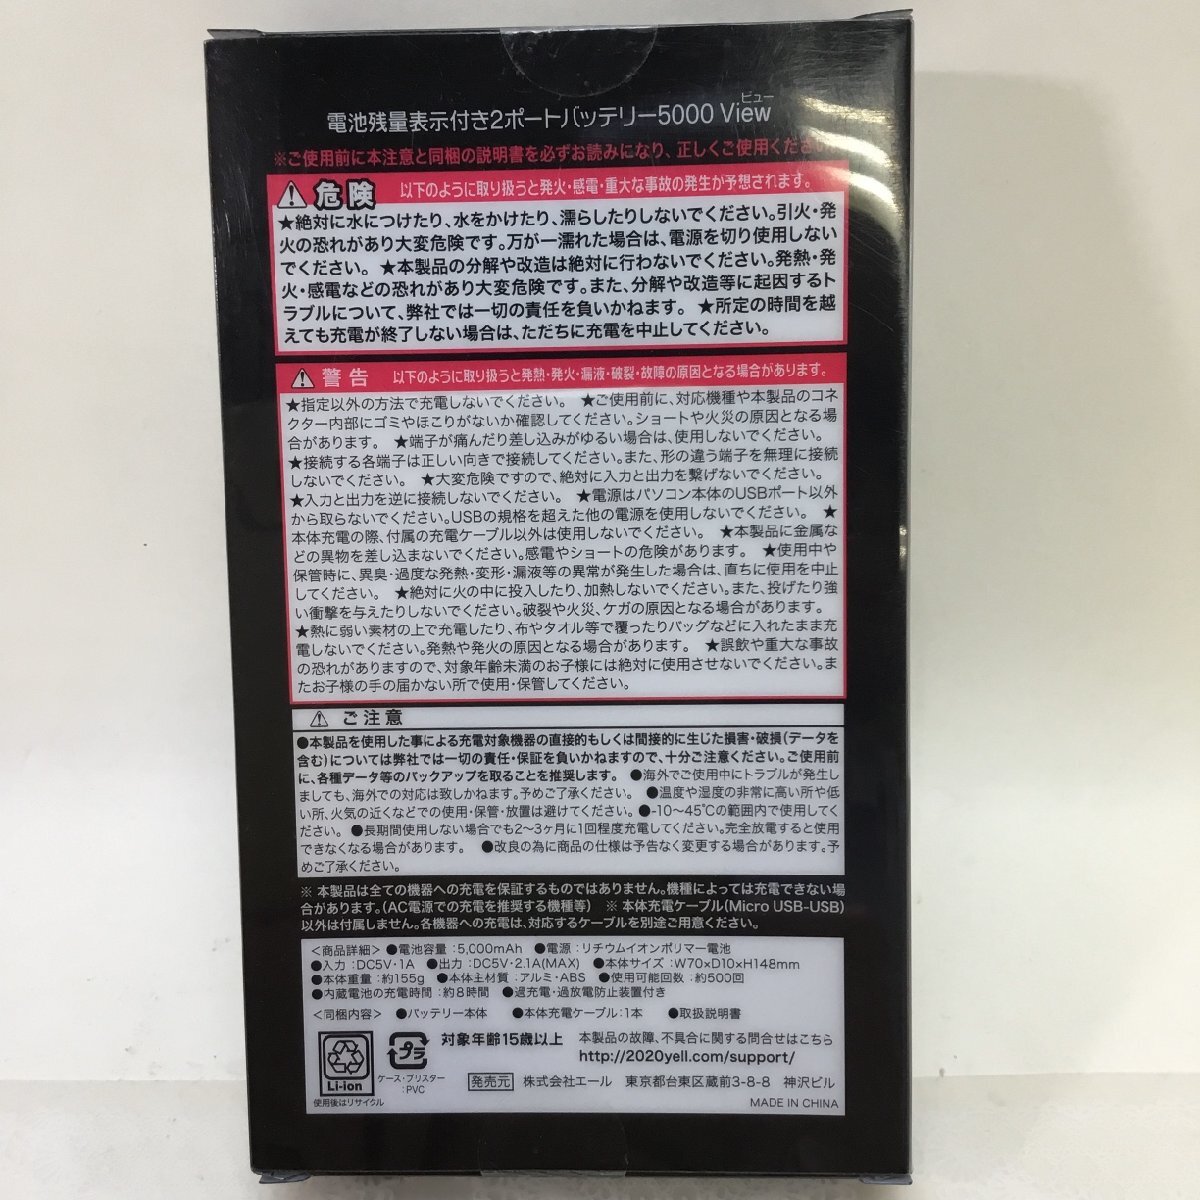 ビュー
電池残量表示付き2ポートバッテリー5000 View
※ご使用前に本注意と同梱の説明書を必ずお読みになり、正しくご使用ください。
危険 以下のように取り扱うと発火・感電・重大な事故の発生が予想されます。
★絶対に水につけたり、水をかけたり、濡らしたりしないでください。引火・発
火の恐れがあり大変危険です。万が一濡れた場合は、電源を切り使用しない
でください。 ★本製品の分解や改造は絶対に行わないでください。発熱・発
火・感電などの恐れがあり大変危険です。また、分解や改造等に起因するト
ラブルについて、弊社では一切の責任を負いかねます。 ★所定の時間を越
えても充電が終了しない場合は、ただちに充電を中止してください。
警告 以下のように取り扱うと発熱・発火・漏液・破裂・故障の原因となる場合があります。
★指定以外の方法で充電しないでください。 ★ご使用前に、対応機種や本製品のコネ
クター内部にゴミやほこりがないか確認してください。ショートや火災の原因となる場
合があります。 ★端子が痛んだり差し込みがゆるい場合は、使用しないでください。
★接続する各端子は正しい向きで接続してください。また、形の違う端子を無理に接続
しないでください。 ★大変危険ですので、絶対に入力と出力を繋げないでください。
★入力と出力を逆に接続しないでください。 ★電源はパソコン本体のUSBポート以外
から取らないでください。USBの規格を超えた他の電源を使用しないでください。 ★
本体充電の際、付属の充電ケーブル以外は使用しないでください。 ★本製品に金属な
どの異物を差し込まないでください。感電やショートの危険があります。 ★使用中や
保管時に、異臭・過度な発熱・変形・漏液等の異常が発生した場合は、直ちに使用を中止
してください。 ★絶対に火の中に投入したり、加熱しないでください。また、投げたり強
い衝撃を与えたりしないでください。破裂や火災、ケガの原因となる場合があります。
★熱に弱い素材の上で充電したり、布やタオル等で覆ったりバッグなどに入れたまま充
電しないでください。発熱や発火の原因となる場合があります。 ★誤飲や重大な事故
の恐れがありますので、対象年齢未満のお子様には絶対に使用させないでください。ま
たお子様の手の届かない所で使用・保管してください。
ご注意
●本製品を使用した事による充電対象機器の直接的もしくは間接的に生じた損害・破損(データを
含む)については弊社では一切の責任・保証を負いかねますので、十分ご注意ください。ご使用前
に、各種データ等のバックアップを取ることを推奨します。 ●海外でご使用中にトラブルが発生し
ましても、海外での対応は致しかねます。予めご了承ください。 ●温度や湿度の非常に高い所や低
い所、火気の近くなどでの使用・保管・放置は避けてください。●-10～45℃の範囲内で使用してく
ださい。 ●長期間使用しない場合でも2～3ヶ月に1回程度充電してください。完全放電すると使用
できなくなる場合があります。 ●改良の為に商品の仕様は予告なく変更する場合があります。予
めご了承ください。
※ 本製品は全ての機器への充電を保証するものではありません。機種によっては充電できない場
合があります。(AC電源での充電を推奨する機種等) ※ 本体充電ケーブル(Micro USB-USB)
以外は付属しません。各機器への充電は、対応するケーブルを別途ご用意ください。
<商品詳細> ●電池容量：5,000mAh ●電源：リチウムイオンポリマー電池
●入力：DC5V・1A ●出力：DC5V・2.1A(MAX) ●本体サイズ：W70×D10×H148mm
●本体重量：約155g ●本体主材質：アルミ・ABS ●使用可能回数：約500回
●内蔵電池の充電時間：約8時間 ●過充電・過放電防止装置付き
<同梱内容> ●バッテリー本体 ●本体充電ケーブル：1本 ●取扱説明書
Li-ion
使用後はリサイクル
プラ
ケース・ブリスター
：PVC
対象年齢15歳以上
本製品の故障、不具合に関する問合せはこちら
http://2020yell.com/support/
発売元 株式会社エール 東京都台東区蔵前3-8-8 神沢ビル
MADE IN CHINA